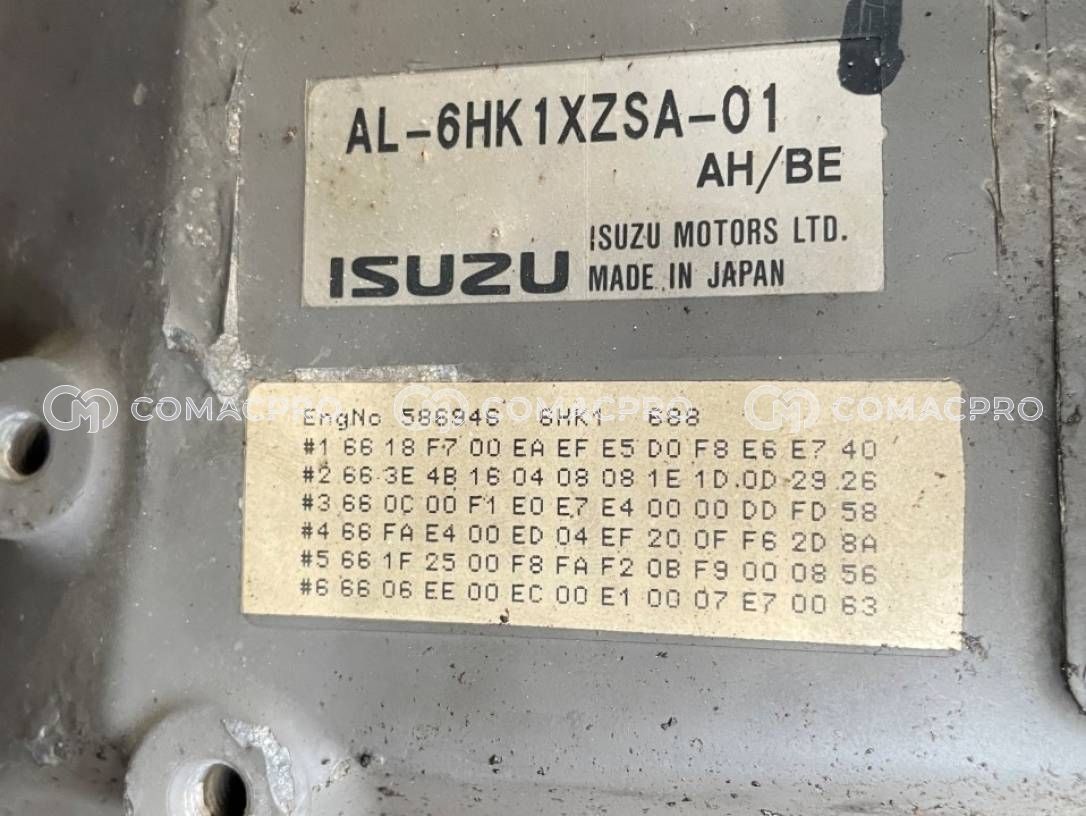 AL-6HK1XZSA-01
AH/BE
ISUZU
ISUZU MOTORS LTD.
MADE IN JAPAN
COMACPRO COMACPRO COMACPRO
EngNo 6HK1 688
#1 66 18 F7 00 EA EF E5 D0 F8 E6 E7 40
#2 66 3E 4B 16 04 08 08 1E 1D 0D 29 26
#3 66 0C 00 F1 E0 E7 E4 00 00 DD FD 58
#4 66 FA E4 00 ED 04 EF 20 0F F6 2D 8A
#5 66 1F 25 00 F8 FA F2 0B F9 00 08 56
#6 66 06 EE 00 EC 00 E1 00 07 E7 00 63